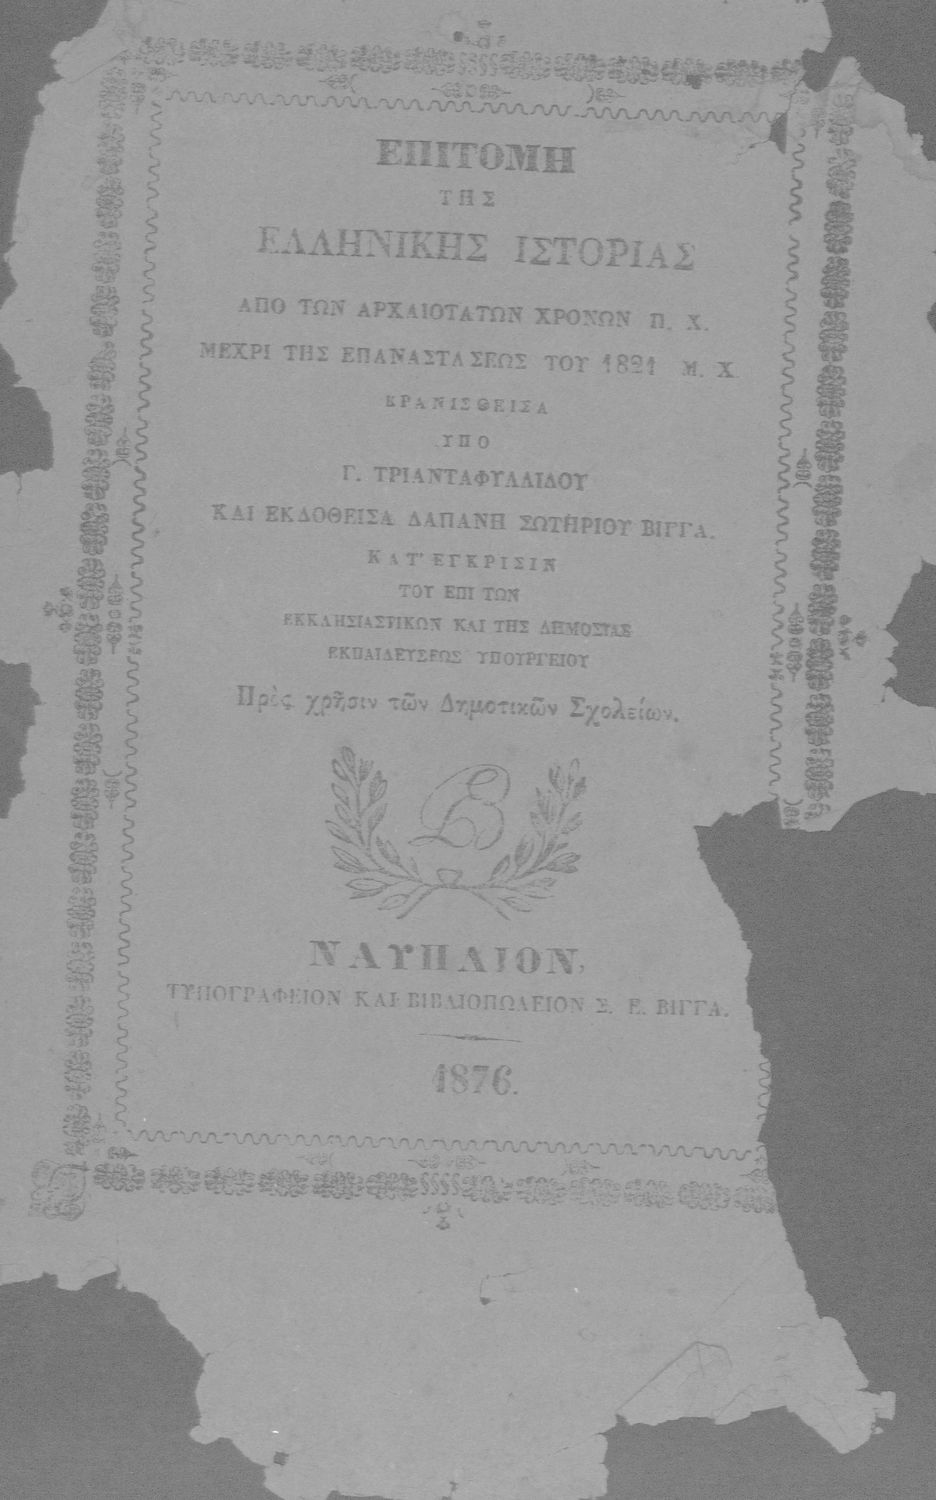 ΕΠΙΤΟΜΗ
ΤΗΣ
ΕΛΛΗΝΙΚΗΣ ΙΣΤΟΡΙΑΣ
ΑΠΟ ΤΩΝ ΑΡΧΑΙΟΤΑΤΩΝ ΧΡΟΝΩΝ Π. Χ.
ΜΕΧΡΙ ΤΗΣ ΕΠΑΝΑΣΤΑΣΕΩΣ ΤΟΥ 1821 Μ. Χ
ΕΡΑΝΙΣΘΕΙΣΑ
ΥΠΟ
Γ. ΤΡΙΑΝΤΑΦΥΛΛΙΔΟΥ
ΚΑΙ ΕΚΔΟΘΕΙΣΑ ΔΑΠΑΝΗ ΣΩΤΗΡΙΟΥ ΒΙΓΓΑ.
ΚΑΤ' ΕΓΚΡΙΣΙΝ
ΤΟΥ ΕΠΙ ΤΩΝ
ΕΚΚΛΗΣΙΑΣΤΙΚΩΝ ΚΑΙ ΤΗΣ ΔΗΜΟΣΙΑΣ
ΕΚΠΑΙΔΕΥΣΕΩΣ ΥΠΟΥΡΓΕΙΟΥ
Πρὸς χρῆσιν τῶν Δημοτικῶν Σχολείων.
ΝΑΥΠΛΙΟΝ,
ΤΥΠΟΓΡΑΦΕΙΟΝ ΚΑΙ ΒΙΒΛΙΟΠΩΛΕΙΟΝ Σ. Ε. ΒΙΓΓΑ.
1876.